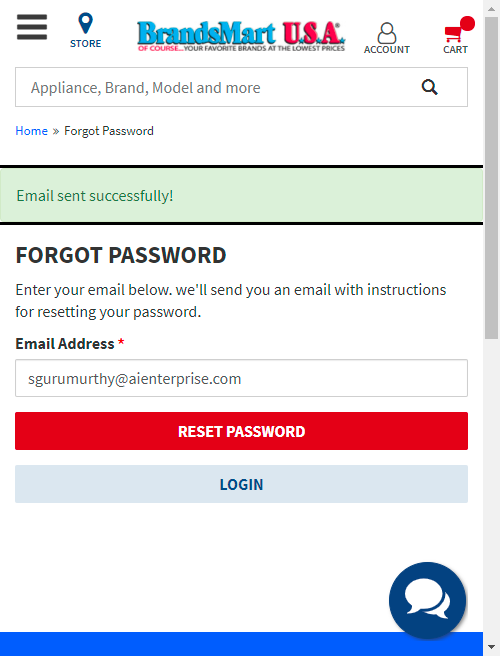 STORE
BrandsMart U.S.A.
OF COURSE...YOUR FAVORITE BRANDS AT THE LOWEST PRICES
ACCOUNT
CART
Appliance, Brand, Model and more
Home » Forgot Password
Email sent successfully!
FORGOT PASSWORD
Enter your email below. we'll send you an email with instructions
for resetting your password.
Email Address *
sgurumurthy@aienterprise.com
RESET PASSWORD
LOGIN